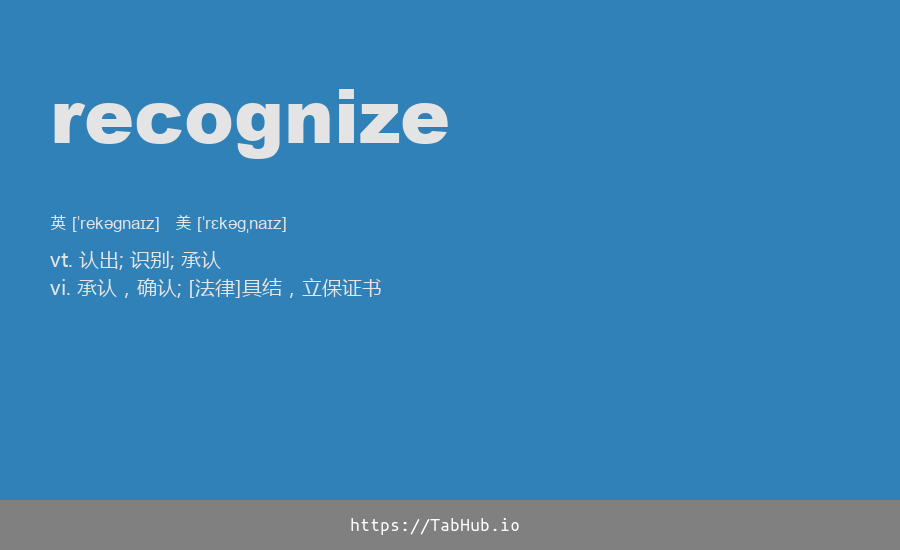 recognize
英 [ˈrekəgnaɪz]   美 [ˈrɛkəgˌnaɪz]
vt. 认出; 识别; 承认
vi. 承认，确认; [法律]具结，立保证书
https://TabHub.io